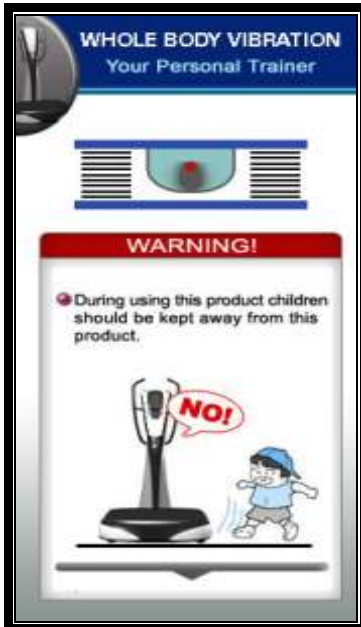 WHOLE BODY VIBRATION
Your Personal Trainer
WARNING!
During using this product children
should be kept away from this
product.
NO!